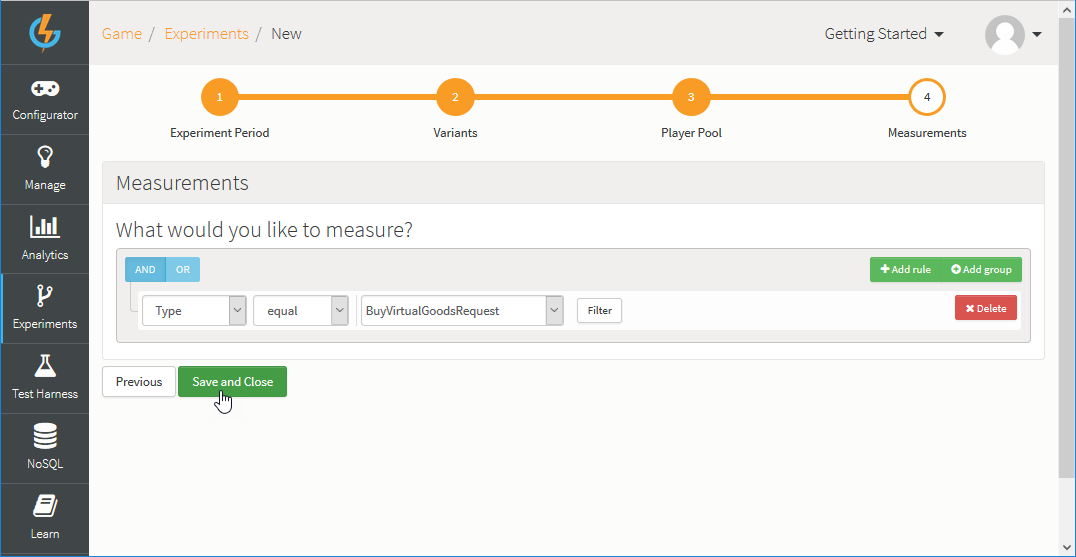 Game / Experiments / New
Getting Started
Configurator
Manage
Analytics
Experiments
Test Harness
NoSQL
Learn
1
2
3
4
Experiment Period
Variants
Player Pool
Measurements
Measurements
What would you like to measure?
AND OR
Add rule Add group
Type equal BuyVirtualGoodsRequest Filter
Delete
Previous Save and Close